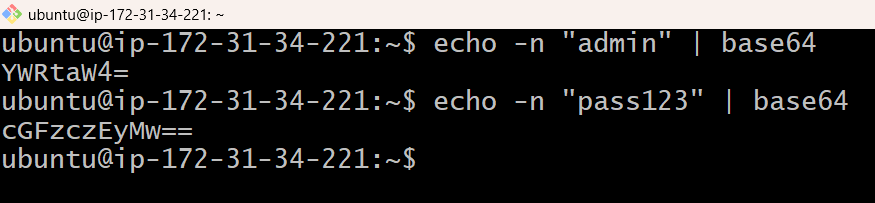 ubuntu@ip-172-31-34-221: ~
ubuntu@ip-172-31-34-221:~$ echo -n "admin" | base64
YWRtaW4=
ubuntu@ip-172-31-34-221:~$ echo -n "pass123" | base64
cGFzczEyMw==
ubuntu@ip-172-31-34-221:~$